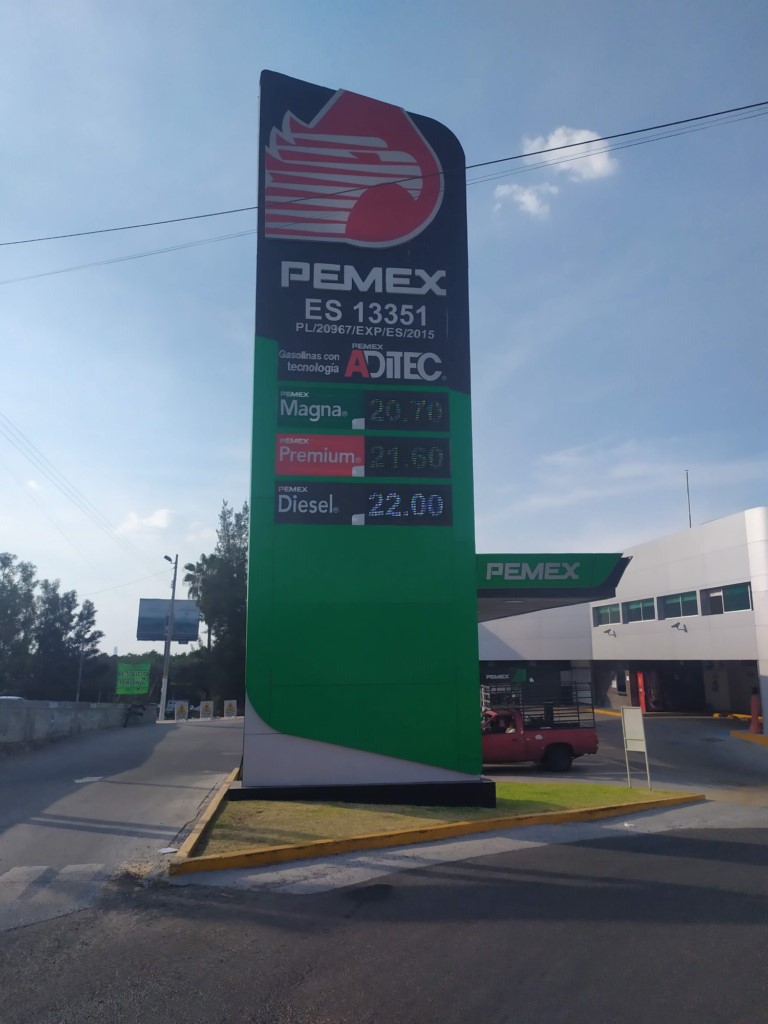 PEMEX
ES 13351
PL/20967/EXP/ES/2015
Gasolinas con
tecnología
PEMEX
ADITEC®
PEMEX
Magna® 20.70
PEMEX
Premium® 21.60
PEMEX
Diesel® 22.00
PEMEX
PEMEX